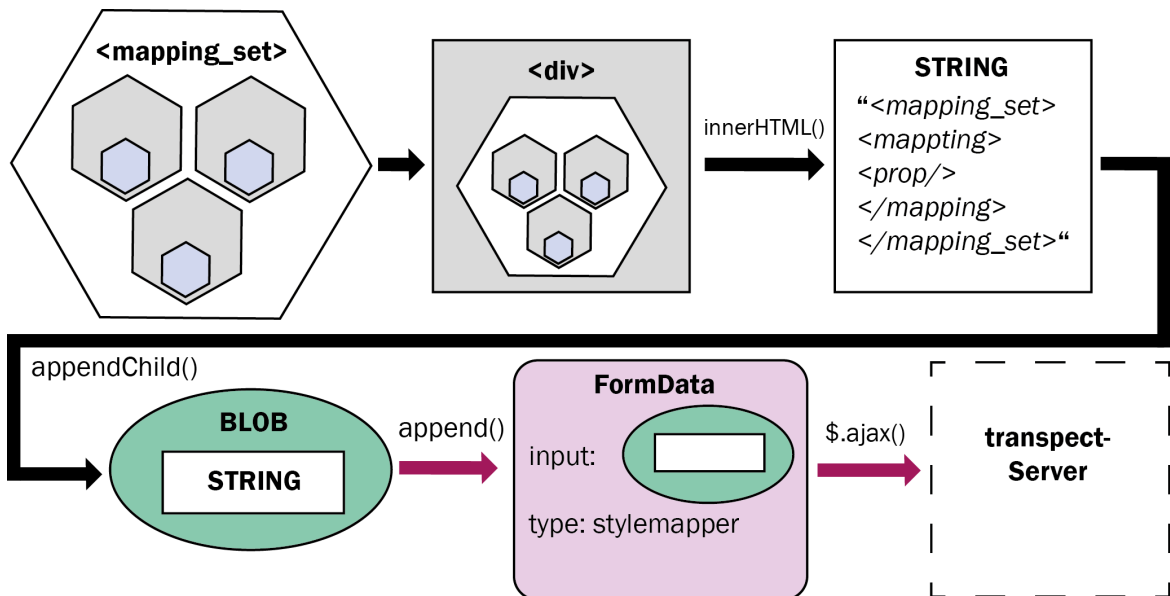 <mapping_set>
<div>
innerHTML()
STRING
“<mapping_set>
<mappting>
<prop/>
</mapping>
</mapping_set>“
appendChild()
BLOB
STRING
append()
FormData
input:
type: stylemapper
$.ajax()
transpect-
Server